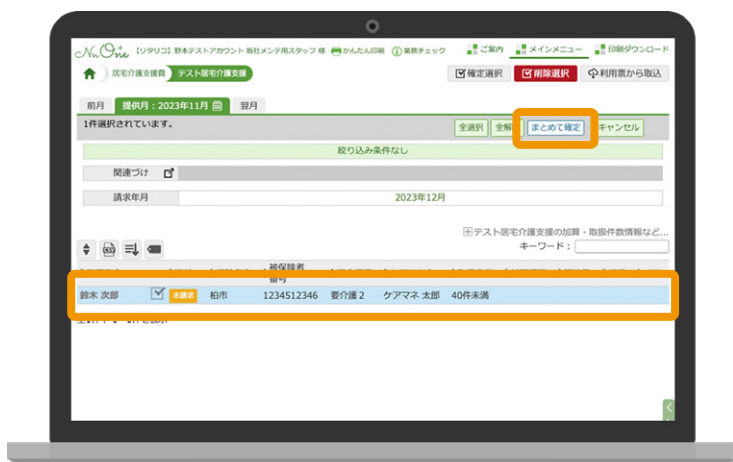 NnOne 【リタリコ】野本テストアカウント 販社メンテ用スタッフ 様 かんたん印刷 業務チェック ご案内 メインメニュー 印刷ダウンロード
居宅介護支援費 テスト居宅介護支援 確定選択 削除選択 利用票から取込
前月 提供月:2023年11月 翌月
1件選択されています。 全選択 全解 まとめて確定 キャンセル
絞り込み条件なし
関連づけ
請求年月 2023年12月
テスト居宅介護支援の加算・取扱件数情報など...
キーワード:
被保険者
番号
鈴木 次郎 未請求 柏市 1234512346 要介護2 ケアマネ 太郎 40件未満